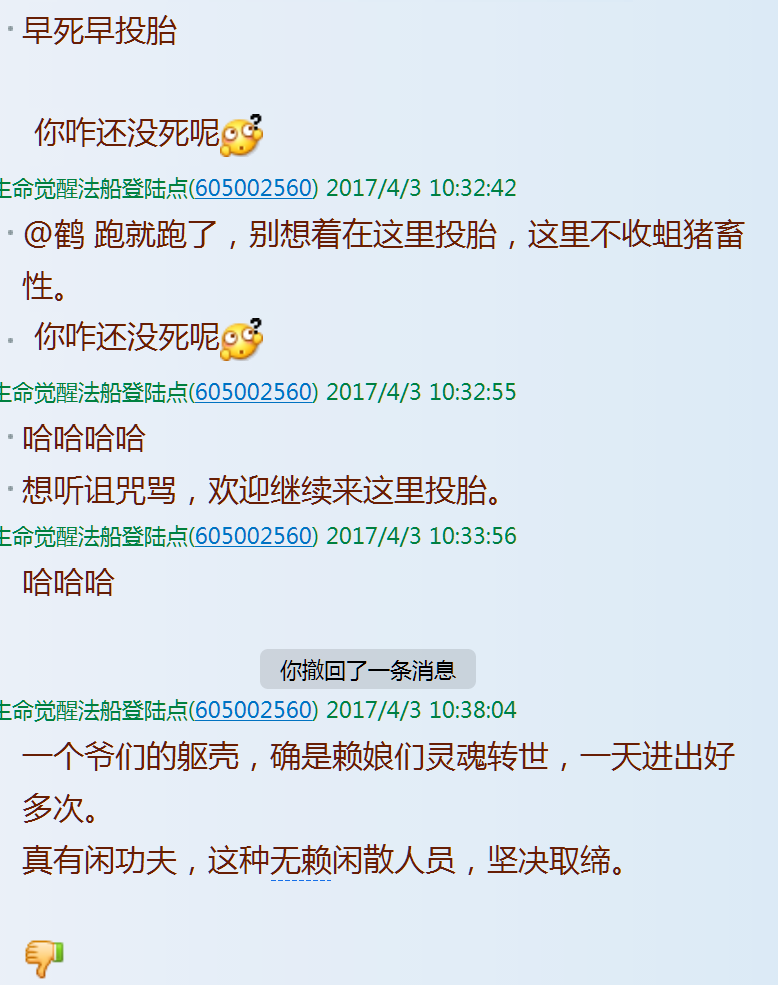 早死早投胎
你咋还没死呢
生命觉醒法船登陆点(605002560) 2017/4/3 10:32:42
@鹤 跑就跑了，别想着在这里投胎，这里不收蛆猪畜
性。
你咋还没死呢
生命觉醒法船登陆点(605002560) 2017/4/3 10:32:55
哈哈哈哈
想听诅咒骂，欢迎继续来这里投胎。
生命觉醒法船登陆点(605002560) 2017/4/3 10:33:56
哈哈哈
你撤回了一条消息
生命觉醒法船登陆点(605002560) 2017/4/3 10:38:04
一个爷们的躯壳，确是赖娘们灵魂转世，一天进出好
多次。
真有闲功夫，这种无赖闲散人员，坚决取缔。